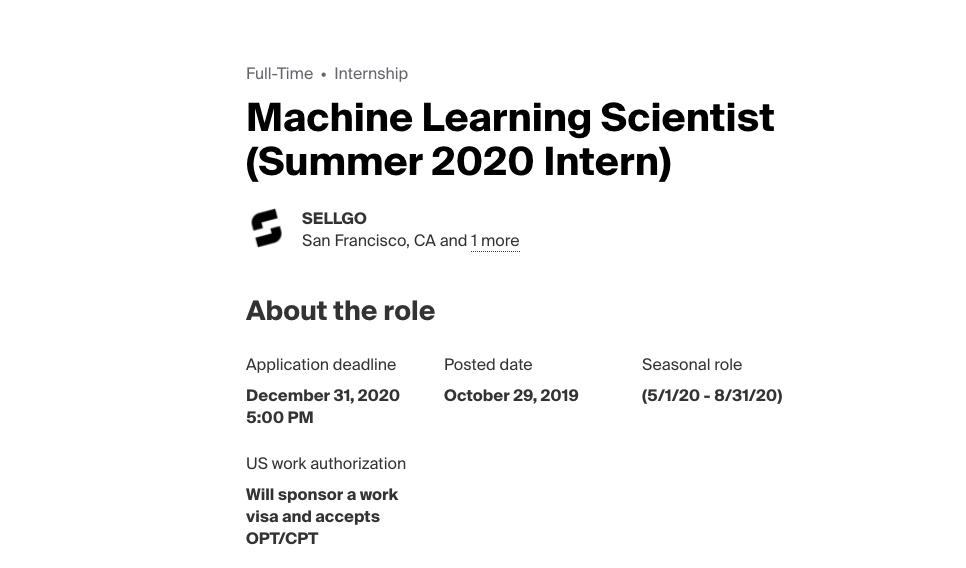 Full-Time • Internship
Machine Learning Scientist
(Summer 2020 Intern)
SELLGO
San Francisco, CA and 1 more
About the role
Application deadline
December 31, 2020
5:00 PM
Posted date
October 29, 2019
Seasonal role
(5/1/20 - 8/31/20)
US work authorization
Will sponsor a work
visa and accepts
OPT/CPT